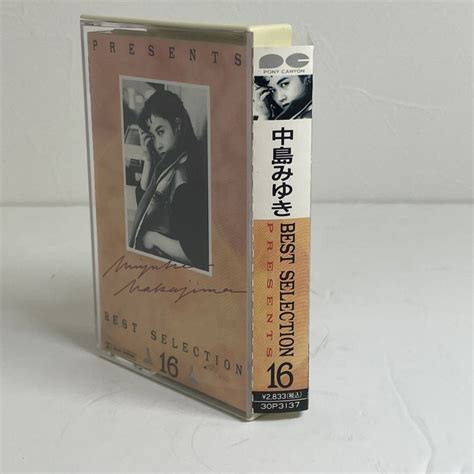 PRESENTS
Miyuki
Nakajima
BEST SELECTION
16
PONY CANYON
中島みゆき
BEST SELECTION
PRESENTS
16
¥2,833(税込)
30P3137